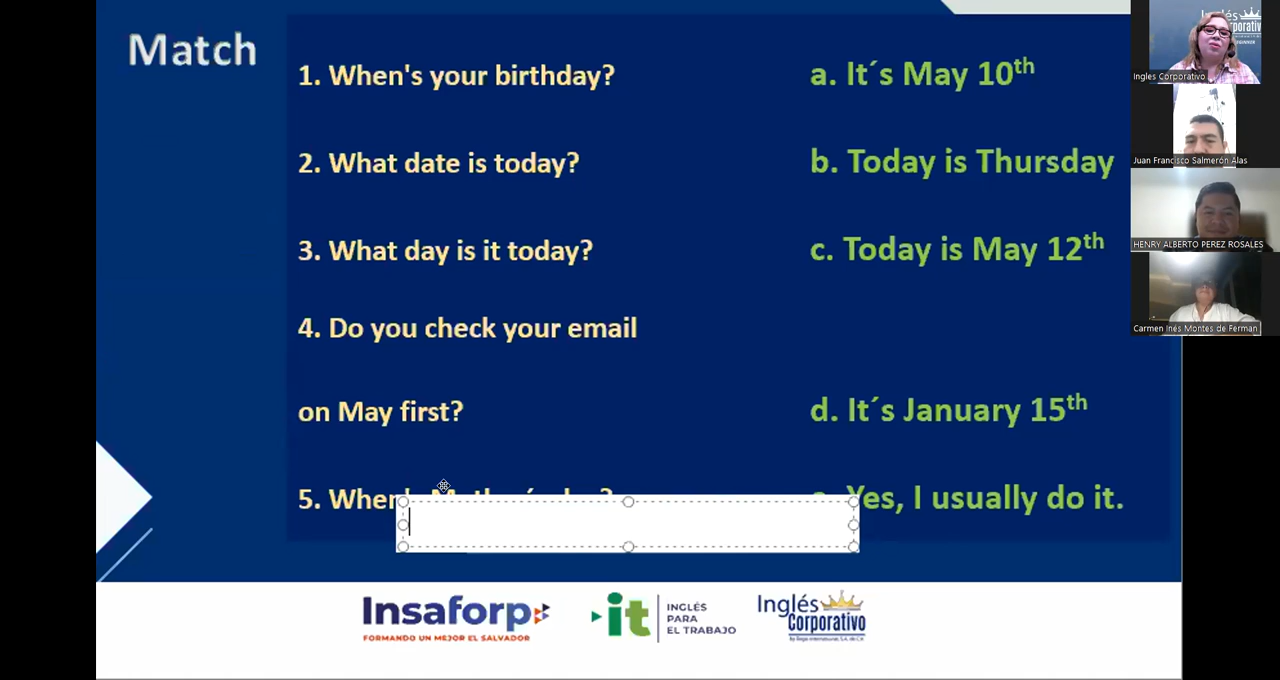 Match
1. When's your birthday?
a. It´s May 10th
2. What date is today?
b. Today is Thursday
3. What day is it today?
c. Today is May 12th
4. Do you check your email
on May first?
d. It´s January 15th
5.
Yes, I usually do it.
Insaforp
FORMANDO UN MEJOR EL SALVADOR
it
INGLÉS
PARA
EL TRABAJO
Inglés
Corporativo
Ingles Corporativo
Juan Francisco Salmerón Alas
HENRY ALBERTO PEREZ ROSALES
Carmen Inés Montes de Ferman